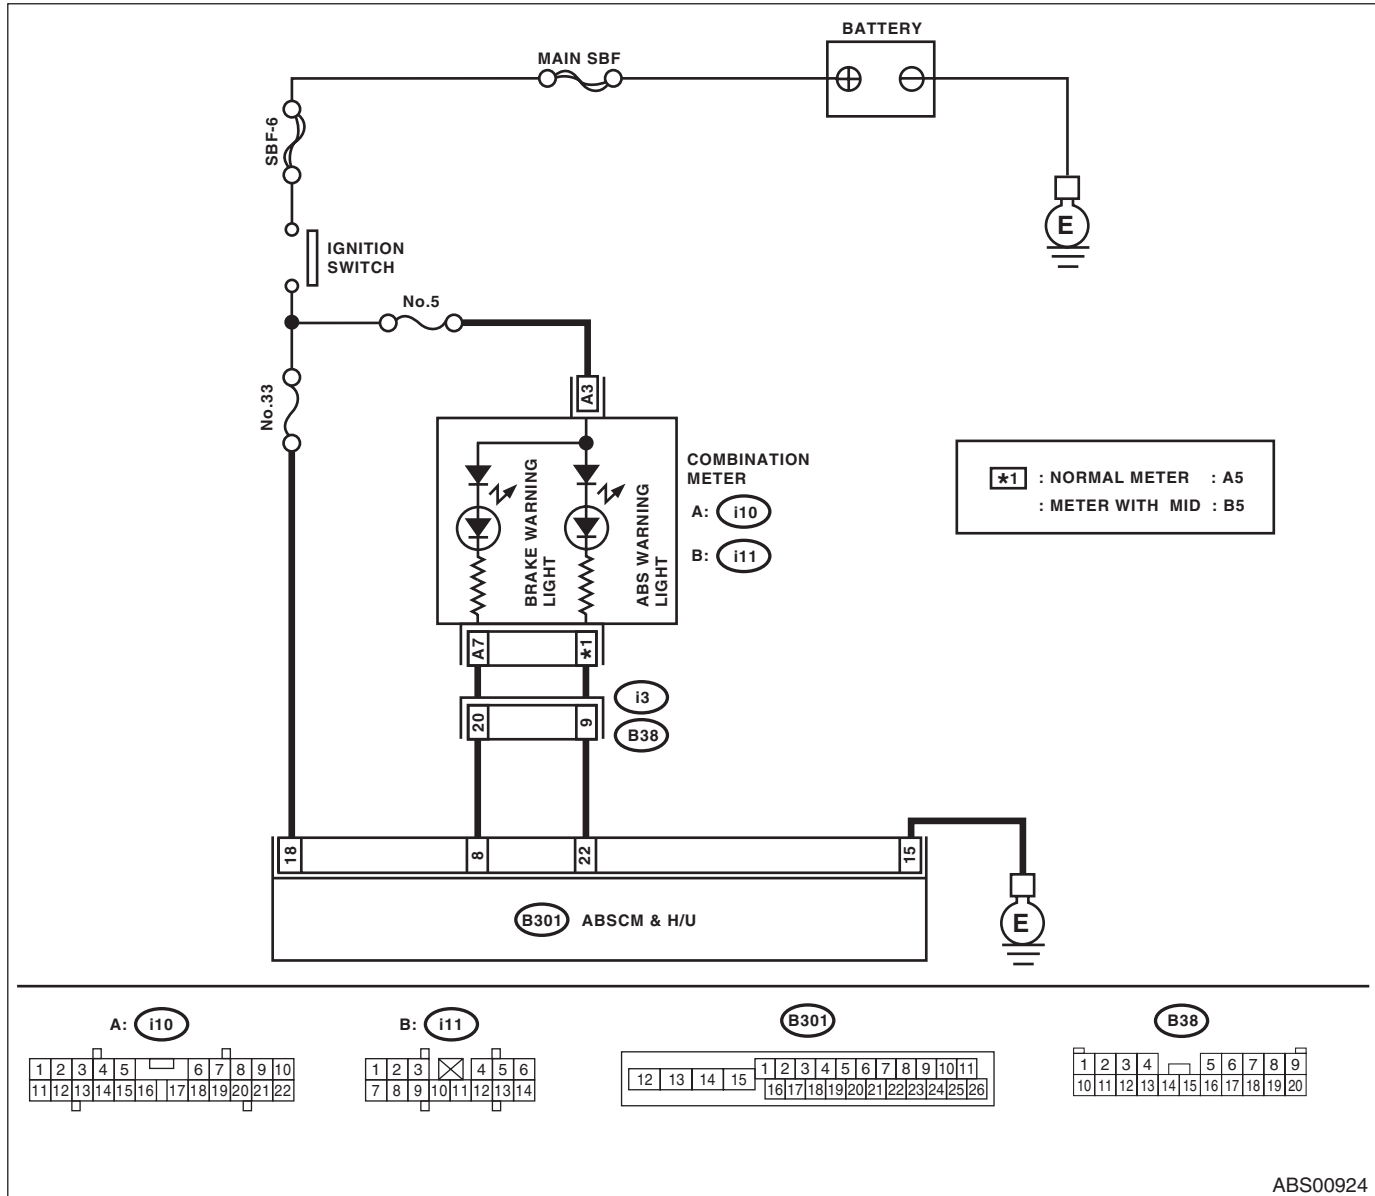 BATTERY
MAIN SBF
SBF-6
E
IGNITION
SWITCH
No.5
No.33
A3
BRAKE WARNING
LIGHT
ABS WARNING
LIGHT
COMBINATION
METER
A: i10
B: i11
*1 : NORMAL METER : A5
: METER WITH MID : B5
A7 *1
i3
20 9
B38
18 8 22 15
B301 ABSCM & H/U
E
A: i10
1 2 3 4 5 6 7 8 9 10
11 12 13 14 15 16 17 18 19 20 21 22
B: i11
1 2 3 4 5 6
7 8 9 10 11 12 13 14
B301
12 13 14 15 1 2 3 4 5 6 7 8 9 10 11
16 17 18 19 20 21 22 23 24 25 26
B38
1 2 3 4 5 6 7 8 9
10 11 12 13 14 15 16 17 18 19 20
ABS00924